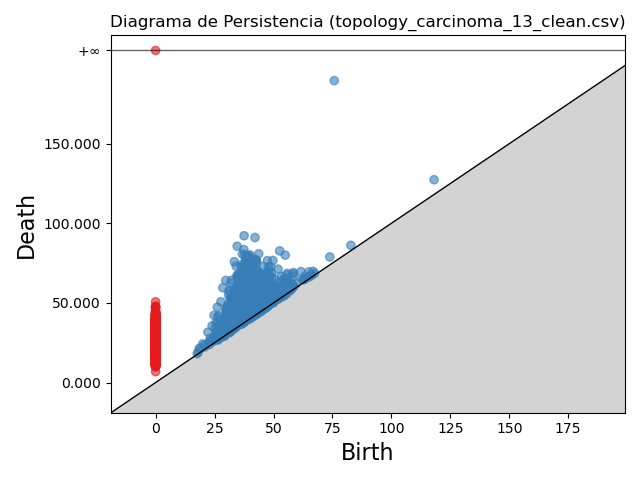 Diagrama de Persistencia (topology_carcinoma_13_clean.csv)
+∞
150.000
100.000
50.000
0.000
Death
0 25 50 75 100 125 150 175
Birth